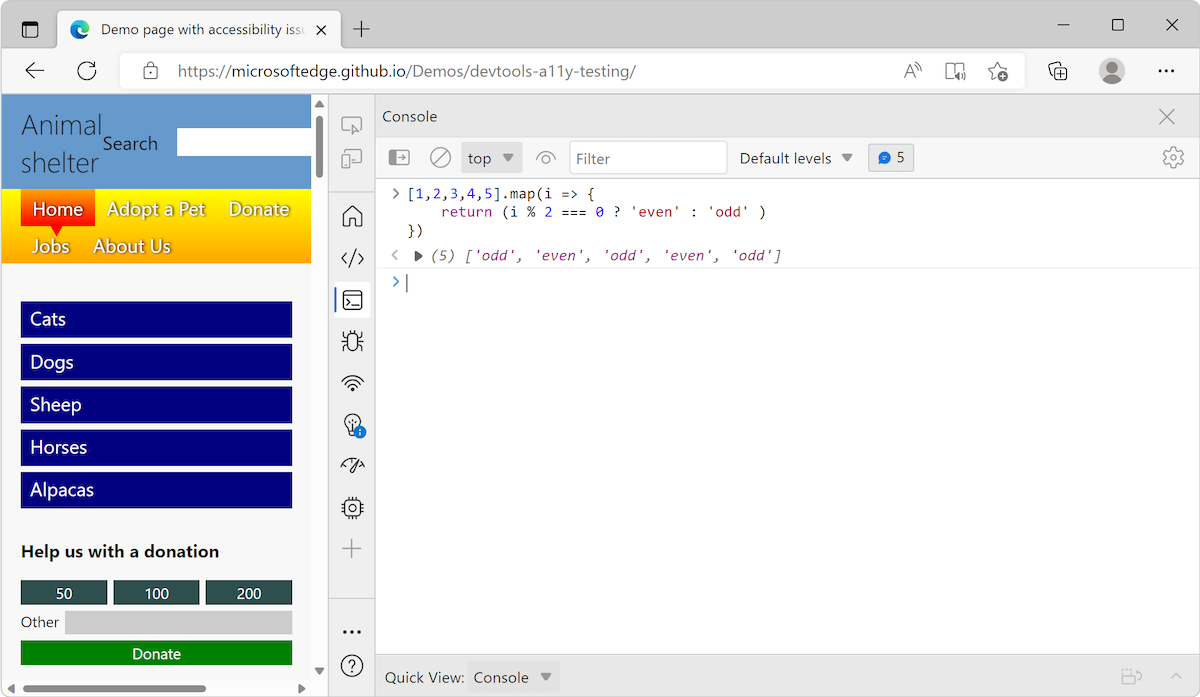 Demo page with accessibility issu
https://microsoftedge.github.io/Demos/devtools-a11y-testing/
Animal
shelter
Search
Home Adopt a Pet Donate
Jobs About Us
Cats
Dogs
Sheep
Horses
Alpacas
Help us with a donation
50 100 200
Other
Donate
Console
top Filter Default levels 5
[1,2,3,4,5].map(i => {
    return (i % 2 === 0 ? 'even' : 'odd' )
})
(5) ['odd', 'even', 'odd', 'even', 'odd']
Quick View: Console